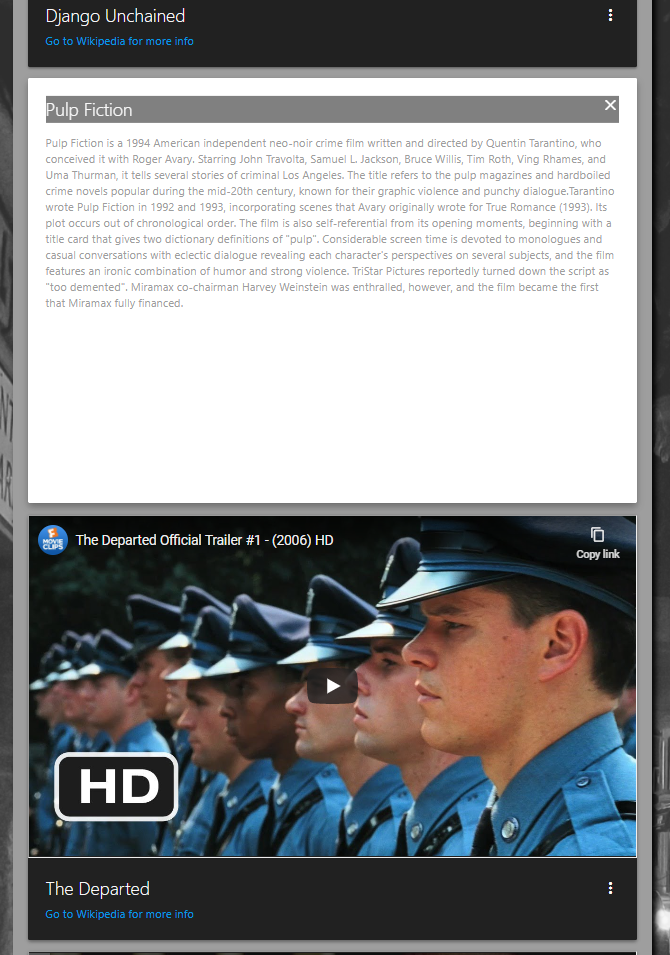 Django Unchained
Go to Wikipedia for more info
Pulp Fiction
Pulp Fiction is a 1994 American independent neo-noir crime film written and directed by Quentin Tarantino, who
conceived it with Roger Avary. Starring John Travolta, Samuel L. Jackson, Bruce Willis, Tim Roth, Ving Rhames, and
Uma Thurman, it tells several stories of criminal Los Angeles. The title refers to the pulp magazines and hardboiled
crime novels popular during the mid-20th century, known for their graphic violence and punchy dialogue.Tarantino
wrote Pulp Fiction in 1992 and 1993, incorporating scenes that Avary originally wrote for True Romance (1993). Its
plot occurs out of chronological order. The film is also self-referential from its opening moments, beginning with a
title card that gives two dictionary definitions of "pulp". Considerable screen time is devoted to monologues and
casual conversations with eclectic dialogue revealing each character's perspectives on several subjects, and the film
features an ironic combination of humor and strong violence. TriStar Pictures reportedly turned down the script as
"too demented". Miramax co-chairman Harvey Weinstein was enthralled, however, and the film became the first
that Miramax fully financed.
MOVIE
CLIPS
The Departed Official Trailer #1 - (2006) HD
Copy link
HD
The Departed
Go to Wikipedia for more info